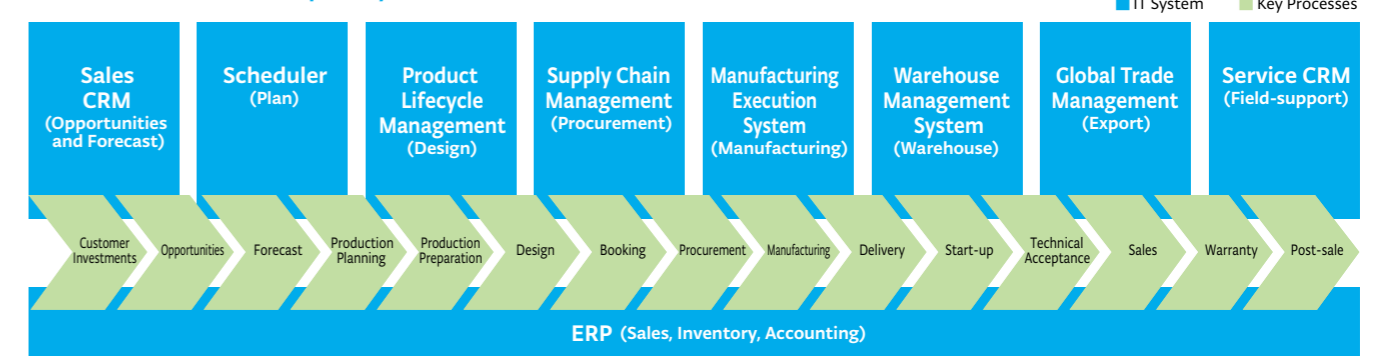 IT System
Key Processes
Sales
CRM
(Opportunities
and Forecast)
Scheduler
(Plan)
Product
Lifecycle
Management
(Design)
Supply Chain
Management
(Procurement)
Manufacturing
Execution
System
(Manufacturing)
Warehouse
Management
System
(Warehouse)
Global Trade
Management
(Export)
Service CRM
(Field-support)
Customer
Investments
Opportunities
Forecast
Production
Planning
Production
Preparation
Design
Booking
Procurement
Manufacturing
Delivery
Start-up
Technical
Acceptance
Sales
Warranty
Post-sale
ERP (Sales, Inventory, Accounting)